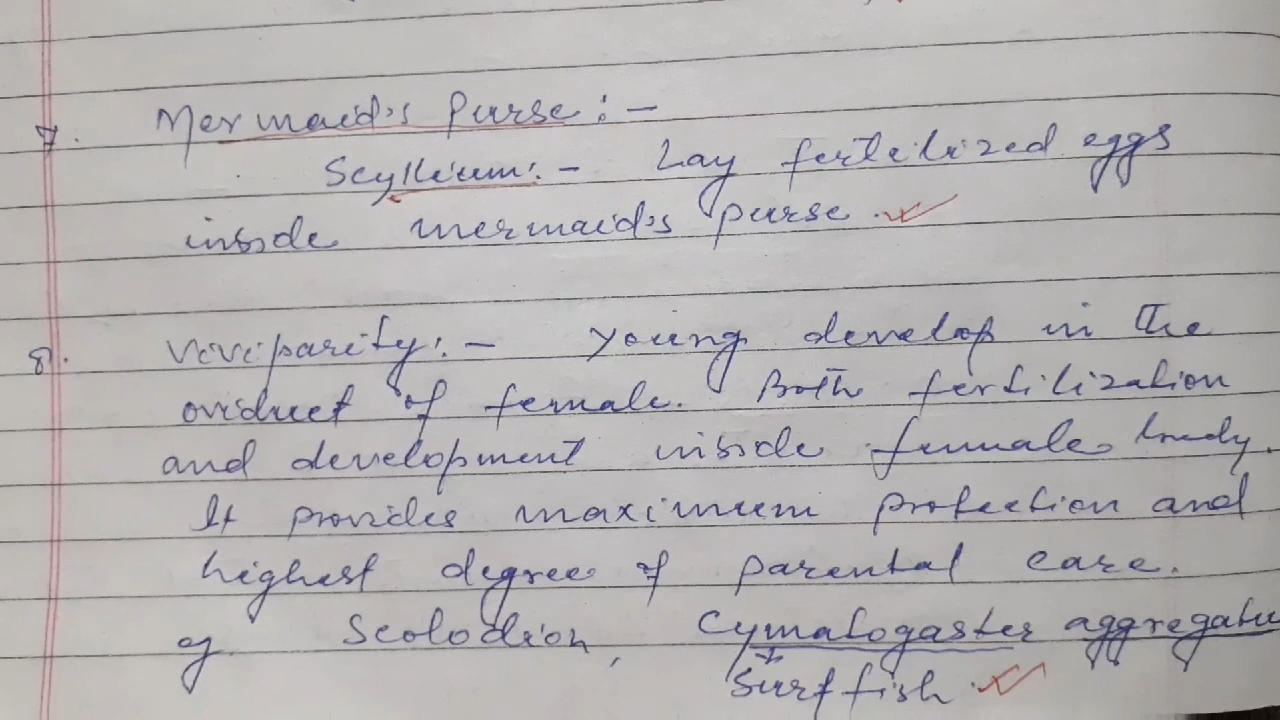 7. Mermaid's Purse :-
Scyllium :- Lay fertilized eggs
inside mermaid's purse.
8. Viviparity :- Young develop in the
oviduct of female. Both fertilization
and development inside female body.
It provides maximum protection and
highest degree of parental care.
eg Scolodion, Cymatogaster aggregatu
Surf fish.